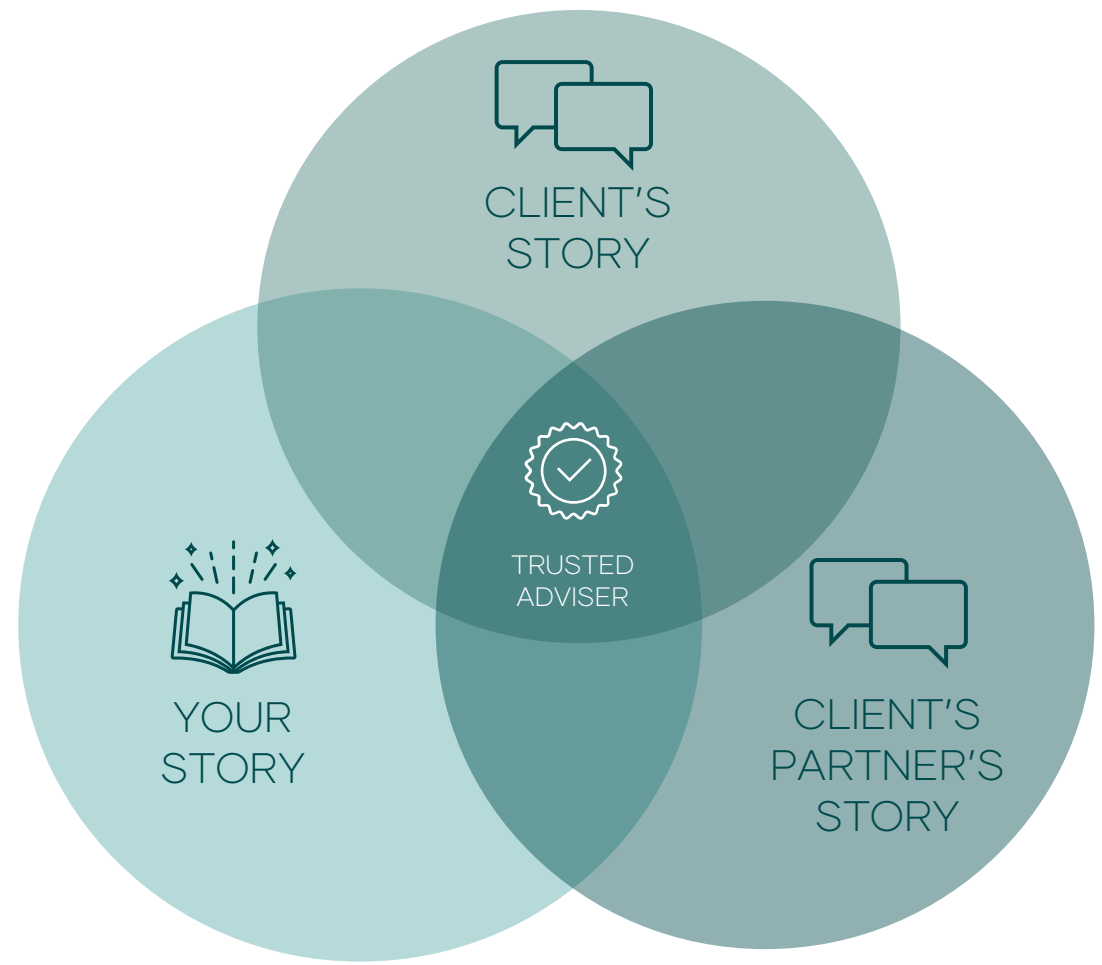 CLIENT’S
STORY
TRUSTED
ADVISER
YOUR
STORY
CLIENT’S
PARTNER’S
STORY